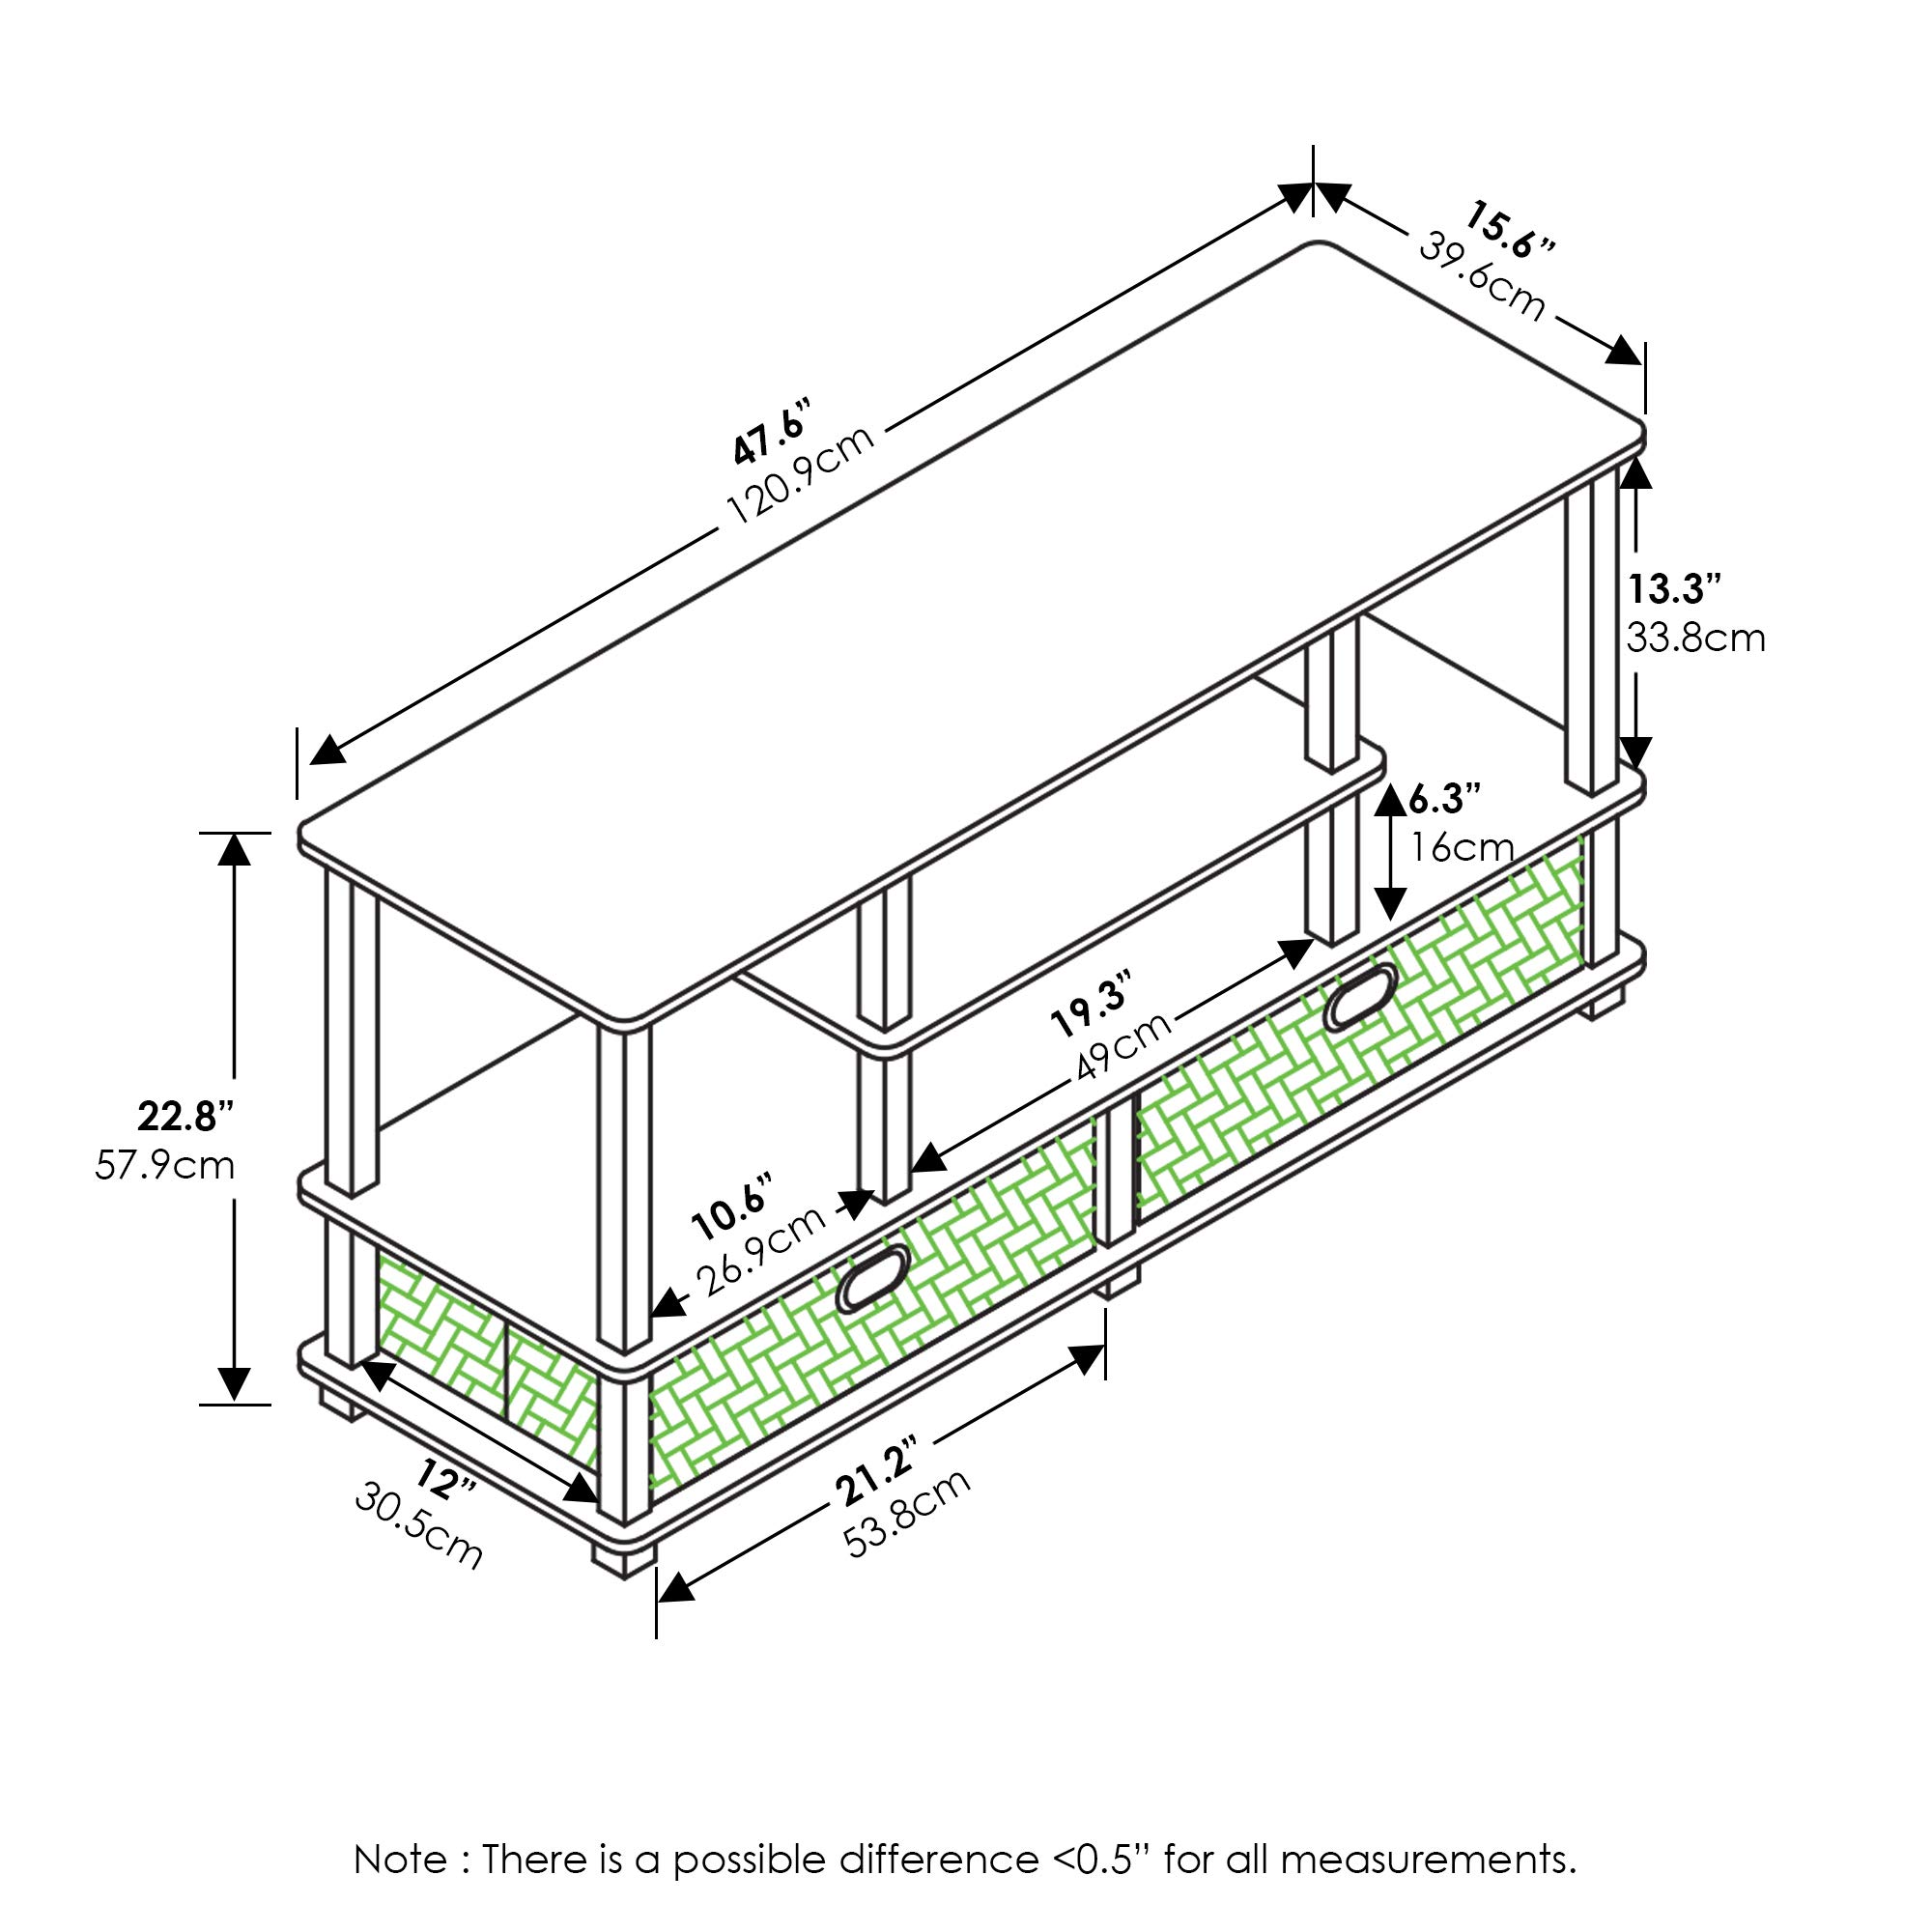 15.6”
39.6cm
47.6”
120.9cm
13.3”
33.8cm
6.3”
16cm
19.3”
49cm
22.8”
57.9cm
10.6”
26.9cm
21.2”
53.8cm
12”
30.5cm
Note : There is a possible difference <0.5” for all measurements.